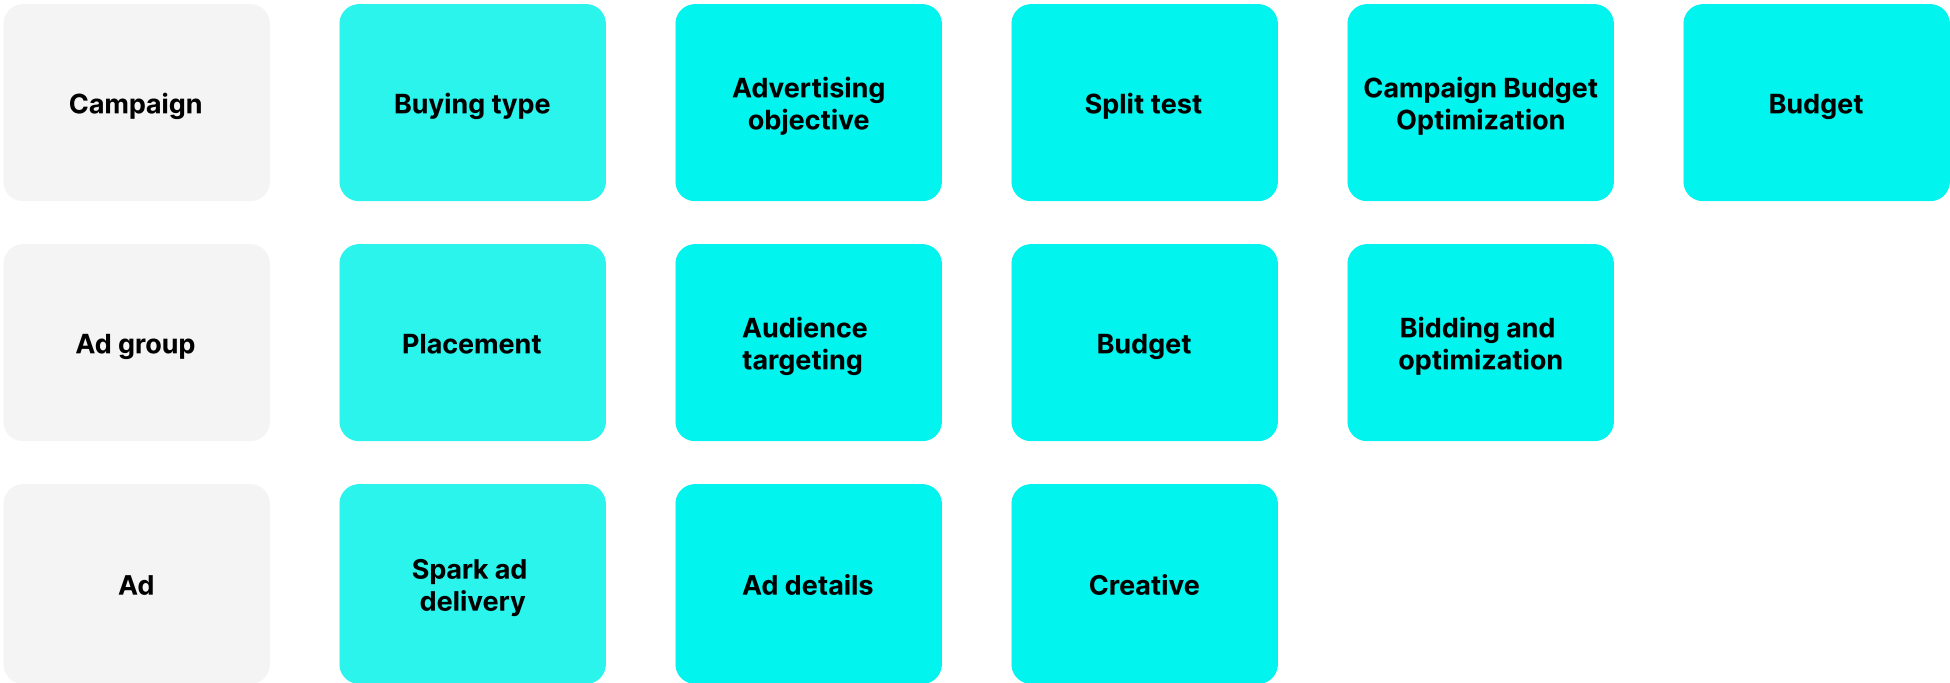 Campaign
Buying type
Advertising
objective
Split test
Campaign Budget
Optimization
Budget
Ad group
Placement
Audience
targeting
Budget
Bidding and
optimization
Ad
Spark ad
delivery
Ad details
Creative